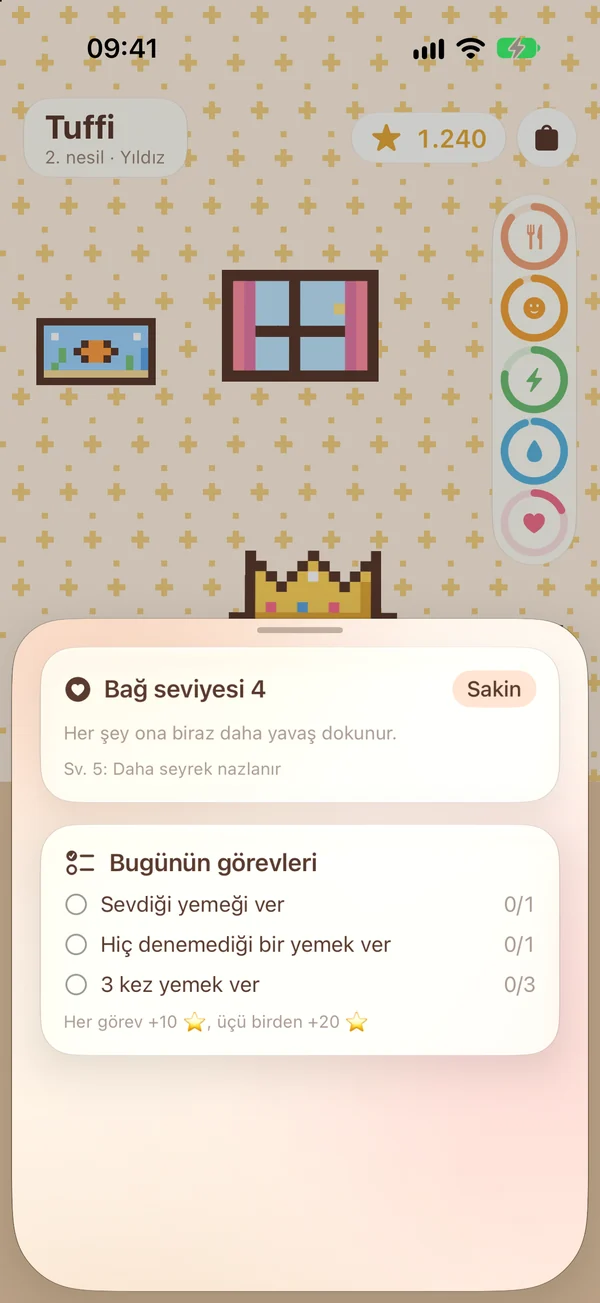 09:41
Tuffi
2. nesil · Yıldız
1.240
Bağ seviyesi 4
Sakin
Her şey ona biraz daha yavaş dokunur.
Sv. 5: Daha seyrek nazlanır
Bugünün görevleri
Sevdiği yemeği ver 0/1
Hiç denemediği bir yemek ver 0/1
3 kez yemek ver 0/3
Her görev +10 ⭐, üçü birden +20 ⭐